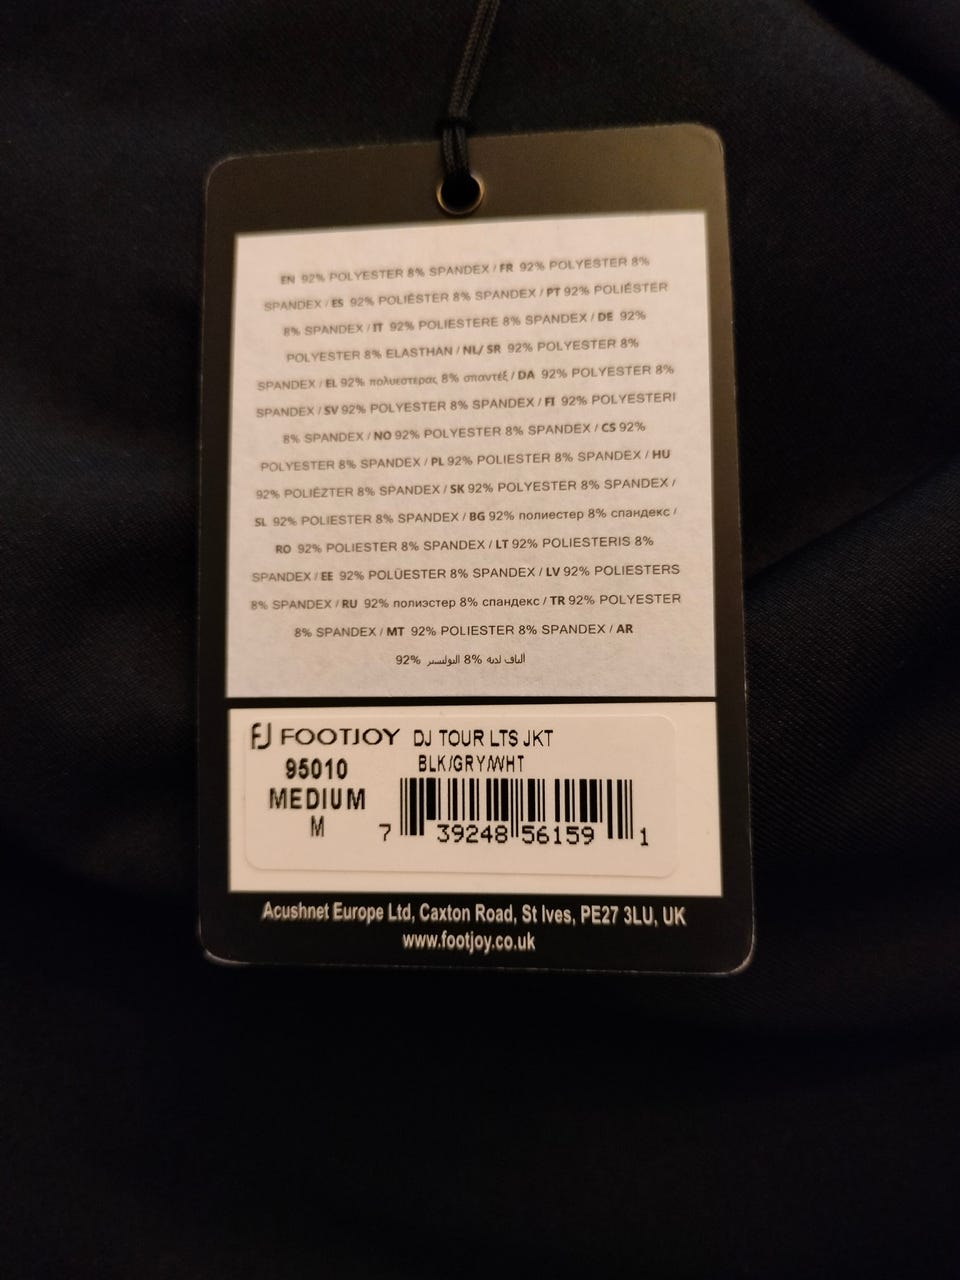 EN 92% POLYESTER 8% SPANDEX / FR 92% POLYESTER 8%
SPANDEX / ES 92% POLIÉSTER 8% SPANDEX / PT 92% POLIÉSTER
8% SPANDEX / IT 92% POLIESTERE 8% SPANDEX / DE 92%
POLYESTER 8% ELASTHAN / NL/ SR 92% POLYESTER 8%
SPANDEX / EL 92% πολυεστερας 8% σπαντέξ / DA 92% POLYESTER 8%
SPANDEX / SV 92% POLYESTER 8% SPANDEX / FI 92% POLYESTERI
8% SPANDEX / NO 92% POLYESTER 8% SPANDEX / CS 92%
POLYESTER 8% SPANDEX / PL 92% POLIESTER 8% SPANDEX / HU
92% POLIÉZTER 8% SPANDEX / SK 92% POLYESTER 8% SPANDEX /
SL 92% POLIESTER 8% SPANDEX / BG 92% полиестер 8% спандекс /
RO 92% POLIESTER 8% SPANDEX / LT 92% POLIESTERIS 8%
SPANDEX / EE 92% POLÜESTER 8% SPANDEX / LV 92% POLIESTERS
8% SPANDEX / RU 92% полиэстер 8% спандекс / TR 92% POLYESTER
8% SPANDEX / MT 92% POLIESTER 8% SPANDEX / AR
92% البوليستر 8% ألياف لدنه
FJ FOOTJOY DJ TOUR LTS JKT
95010 BLK/GRY/WHT
MEDIUM
M
7 39248 56159 1
Acushnet Europe Ltd, Caxton Road, St Ives, PE27 3LU, UK
www.footjoy.co.uk